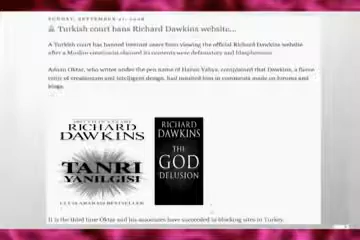 SUNDAY, SEPTEMBER 21, 2008
Turkish court bans Richard Dawkins website...
A Turkish court has banned internet users from viewing the official Richard Dawkins website
after a Muslim creationist claimed its contents were defamatory and blasphemous
Adnan Oktar, who writes under the pen name of Harun Yahya, complained that Dawkins, a fierce
critic of creationism and intelligent design, had insulted him in comments made on forums and
blogs.
RICHARD
DAWKINS
TANRI
YANILGISI
RICHARD
DAWKINS
THE
GOD
DELUSION
It is the third time Oktar and his associates have succeeded in blocking sites in Turkey.